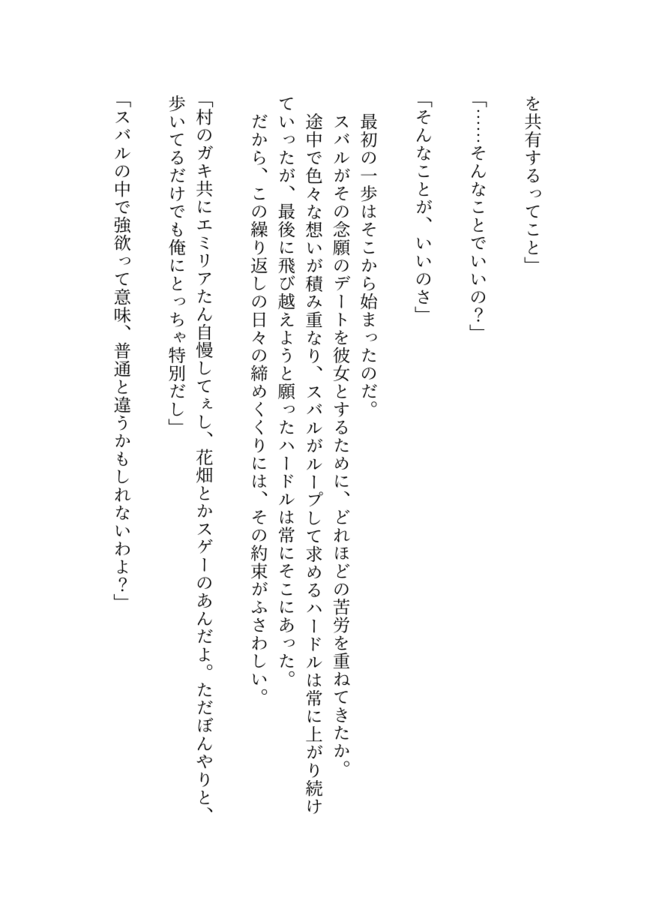 を共有するってこと」
「……そんなことでいいの？」
「そんなことが、いいのさ」
最初の一歩はそこから始まったのだ。
スバルがその念願のデートを彼女とするために、どれほどの苦労を重ねてきたか。
途中で色々な想いが積み重なり、スバルがループして求めるハードルは常に上がり続け
ていったが、最後に飛び越えようと願ったハードルは常にそこにあった。
だから、この繰り返しの日々の締めくくりには、その約束がふさわしい。
「村のガキ共にエミリアたん自慢してぇし、花畑とかスゲーのあんだよ。ただぼんやりと、
歩いてるだけでも俺にとっちゃ特別だし」
「スバルの中で強欲って意味、普通と違うかもしれないわよ？」